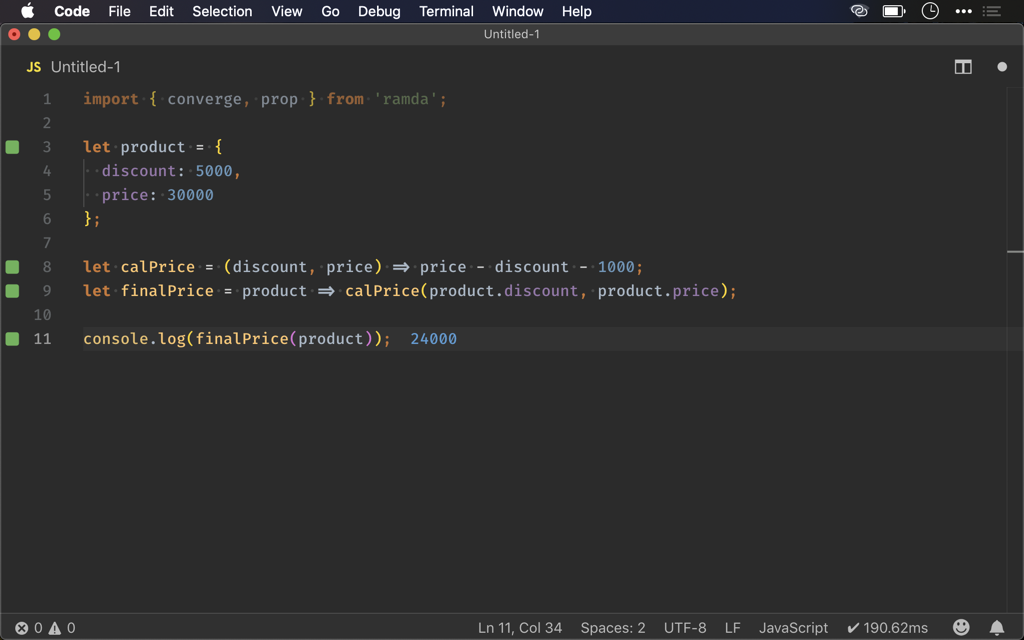 Code File Edit Selection View Go Debug Terminal Window Help
Untitled-1
JS Untitled-1
1 import { converge, prop } from 'ramda';
2
3 let product = {
4 discount: 5000,
5 price: 30000
6 };
7
8 let calPrice = (discount, price) => price - discount - 1000;
9 let finalPrice = product => calPrice(product.discount, product.price);
10
11 console.log(finalPrice(product)); 24000
0 0 Ln 11, Col 34 Spaces: 2 UTF-8 LF JavaScript ✔ 190.62ms